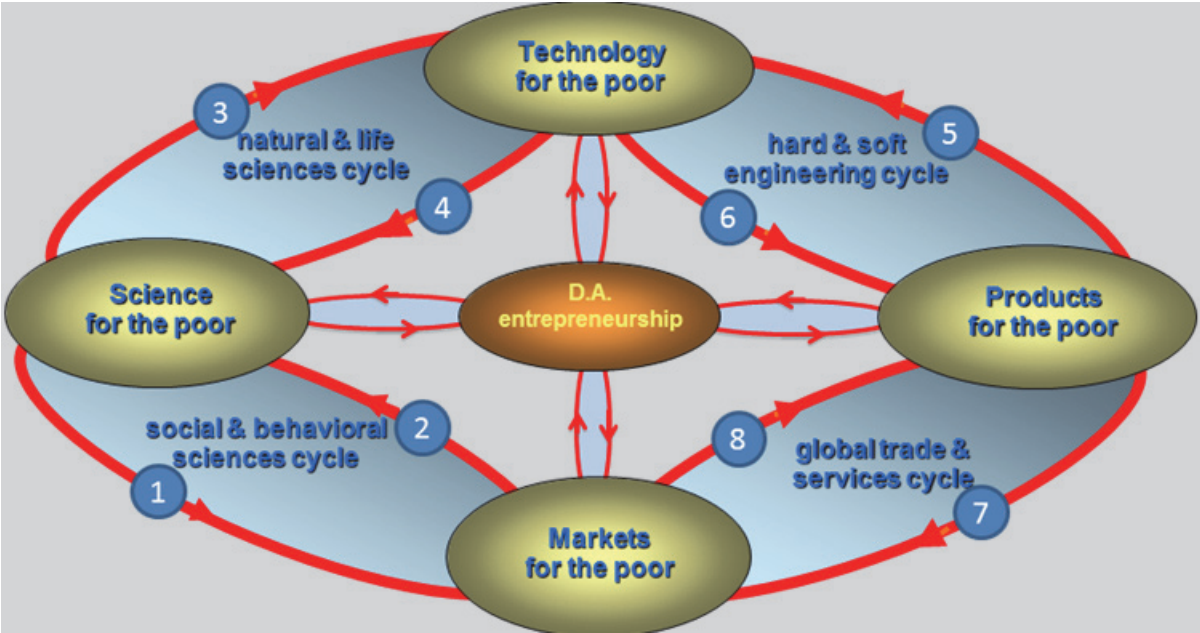 Technology
for the poor
3
natural & life
sciences cycle
4
5
hard & soft
engineering cycle
6
Science
for the poor
D.A.
entrepreneurship
Products
for the poor
social & behavioral
sciences cycle
2
1
8
global trade &
services cycle
7
Markets
for the poor